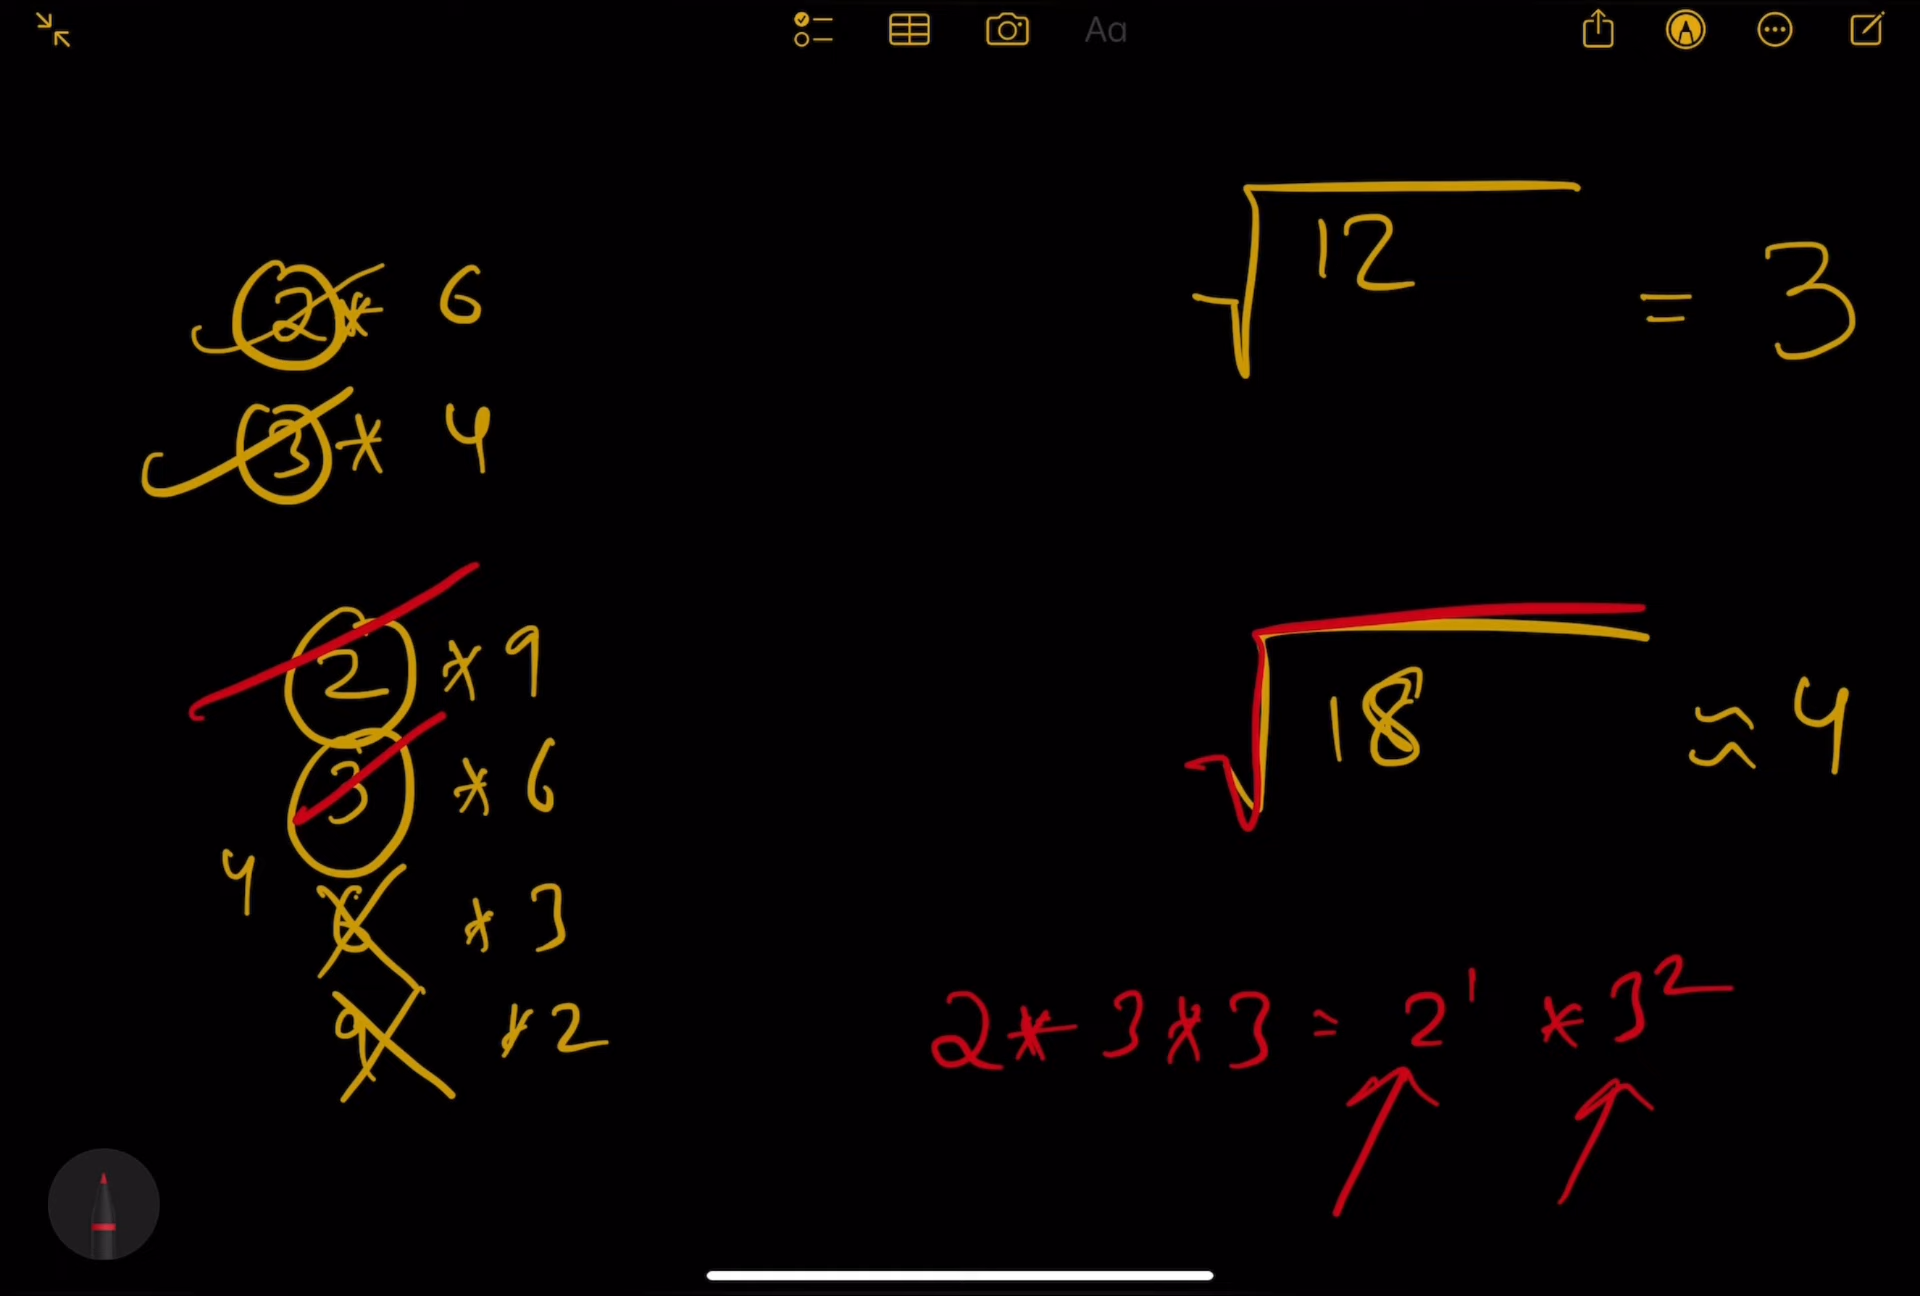 Aa
√12 = 3
2 * 6
3 * 4
2 * 9
√18 ≈ 4
3 * 6
4
6 * 3
9 * 2
2 * 3 * 3 = 2¹ * 3²